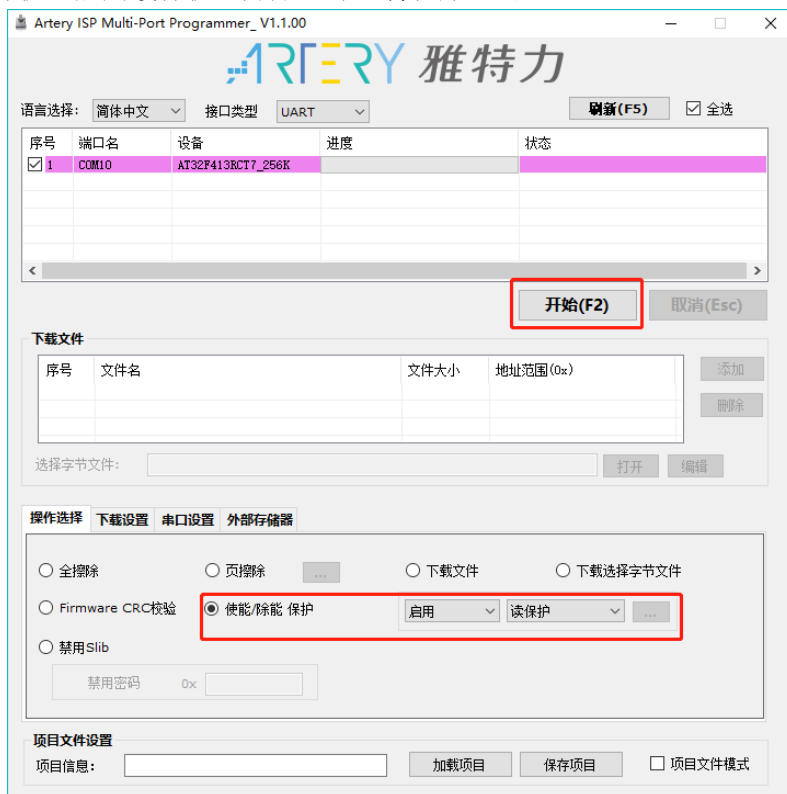 Artery ISP Multi-Port Programmer_ V1.1.00
ARTERY 雅特力
语言选择: 简体中文 接口类型 UART 刷新(F5) 全选
序号 端口名 设备 进度 状态
1 COM10 AT32F413RCT7_256K
开始(F2) 取消(Esc)
下载文件
序号 文件名 文件大小 地址范围(0x) 添加
删除
选择字节文件: 打开 编辑
操作选择 下载设置 串口设置 外部存储器
全擦除 页擦除 ... 下载文件 下载选择字节文件
Firmware CRC校验 使能/除能 保护 启用 读保护 ...
禁用Slib
禁用密码 0x
项目文件设置
项目信息: 加载项目 保存项目 项目文件模式